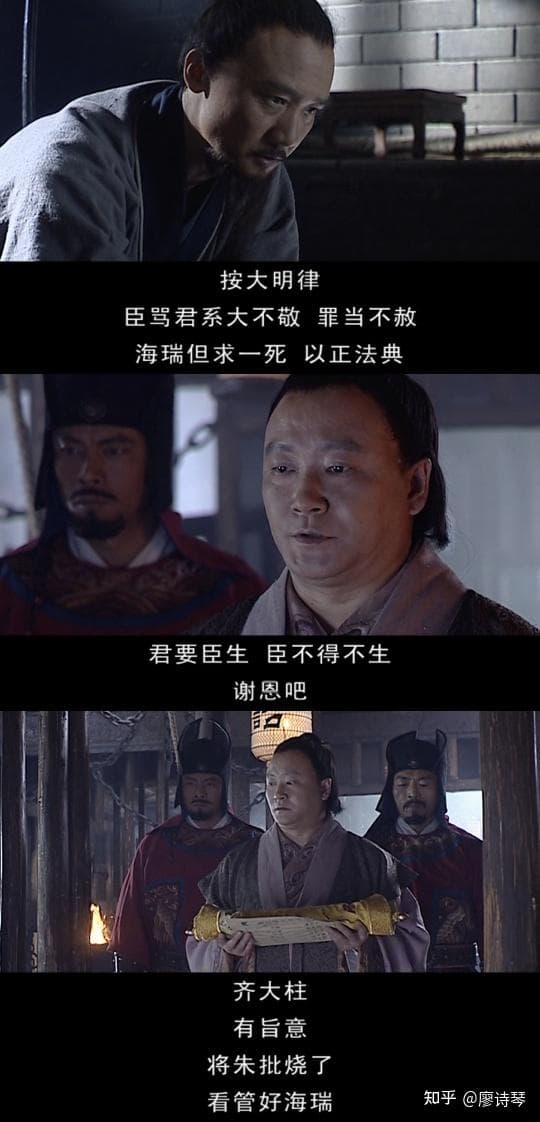 按大明律
臣骂君系大不敬 罪当不赦
海瑞但求一死 以正法典
君要臣生 臣不得不生
谢恩吧
齐大柱
有旨意
将朱批烧了
看管好海瑞
知乎 @廖诗琴